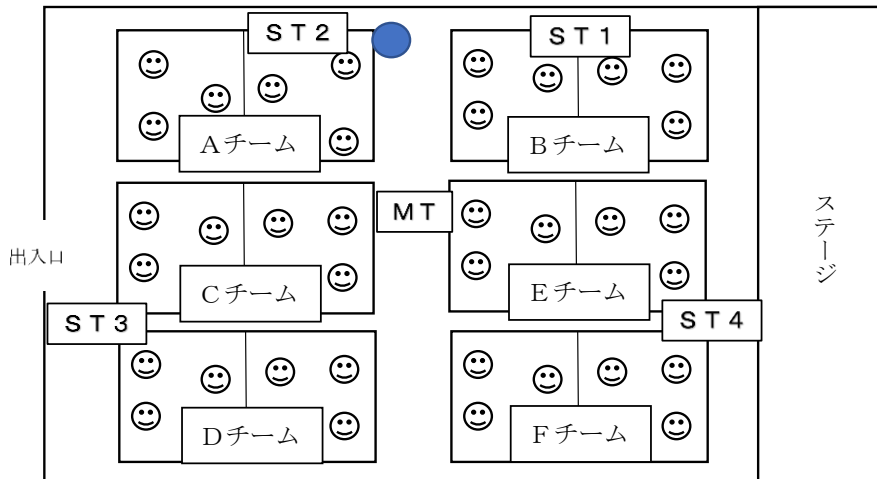 ST2
ST1
Aチーム
Bチーム
MT
ステージ
出入口
Cチーム
Eチーム
ST3
ST4
Dチーム
Fチーム